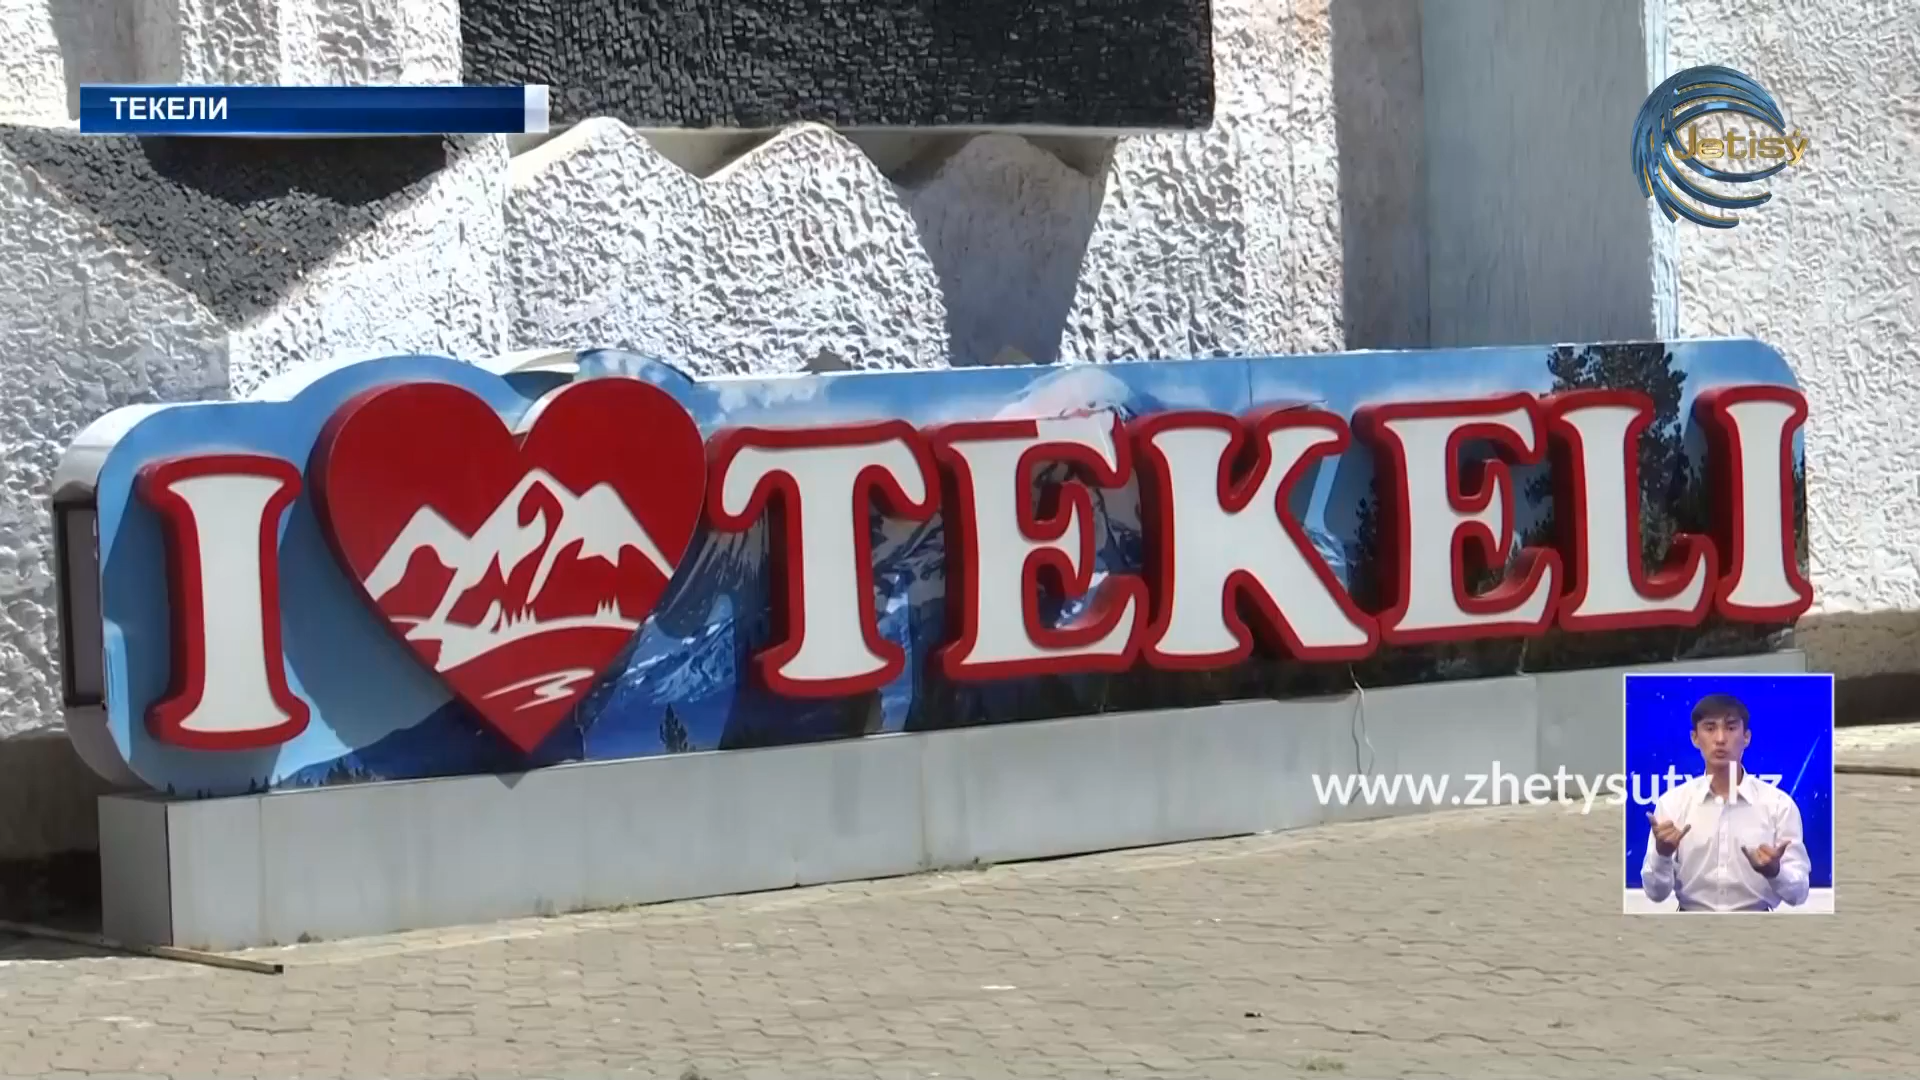 ТЕКЕЛИ
Jetisý
I TEKELI
www.zhetysutv.kz